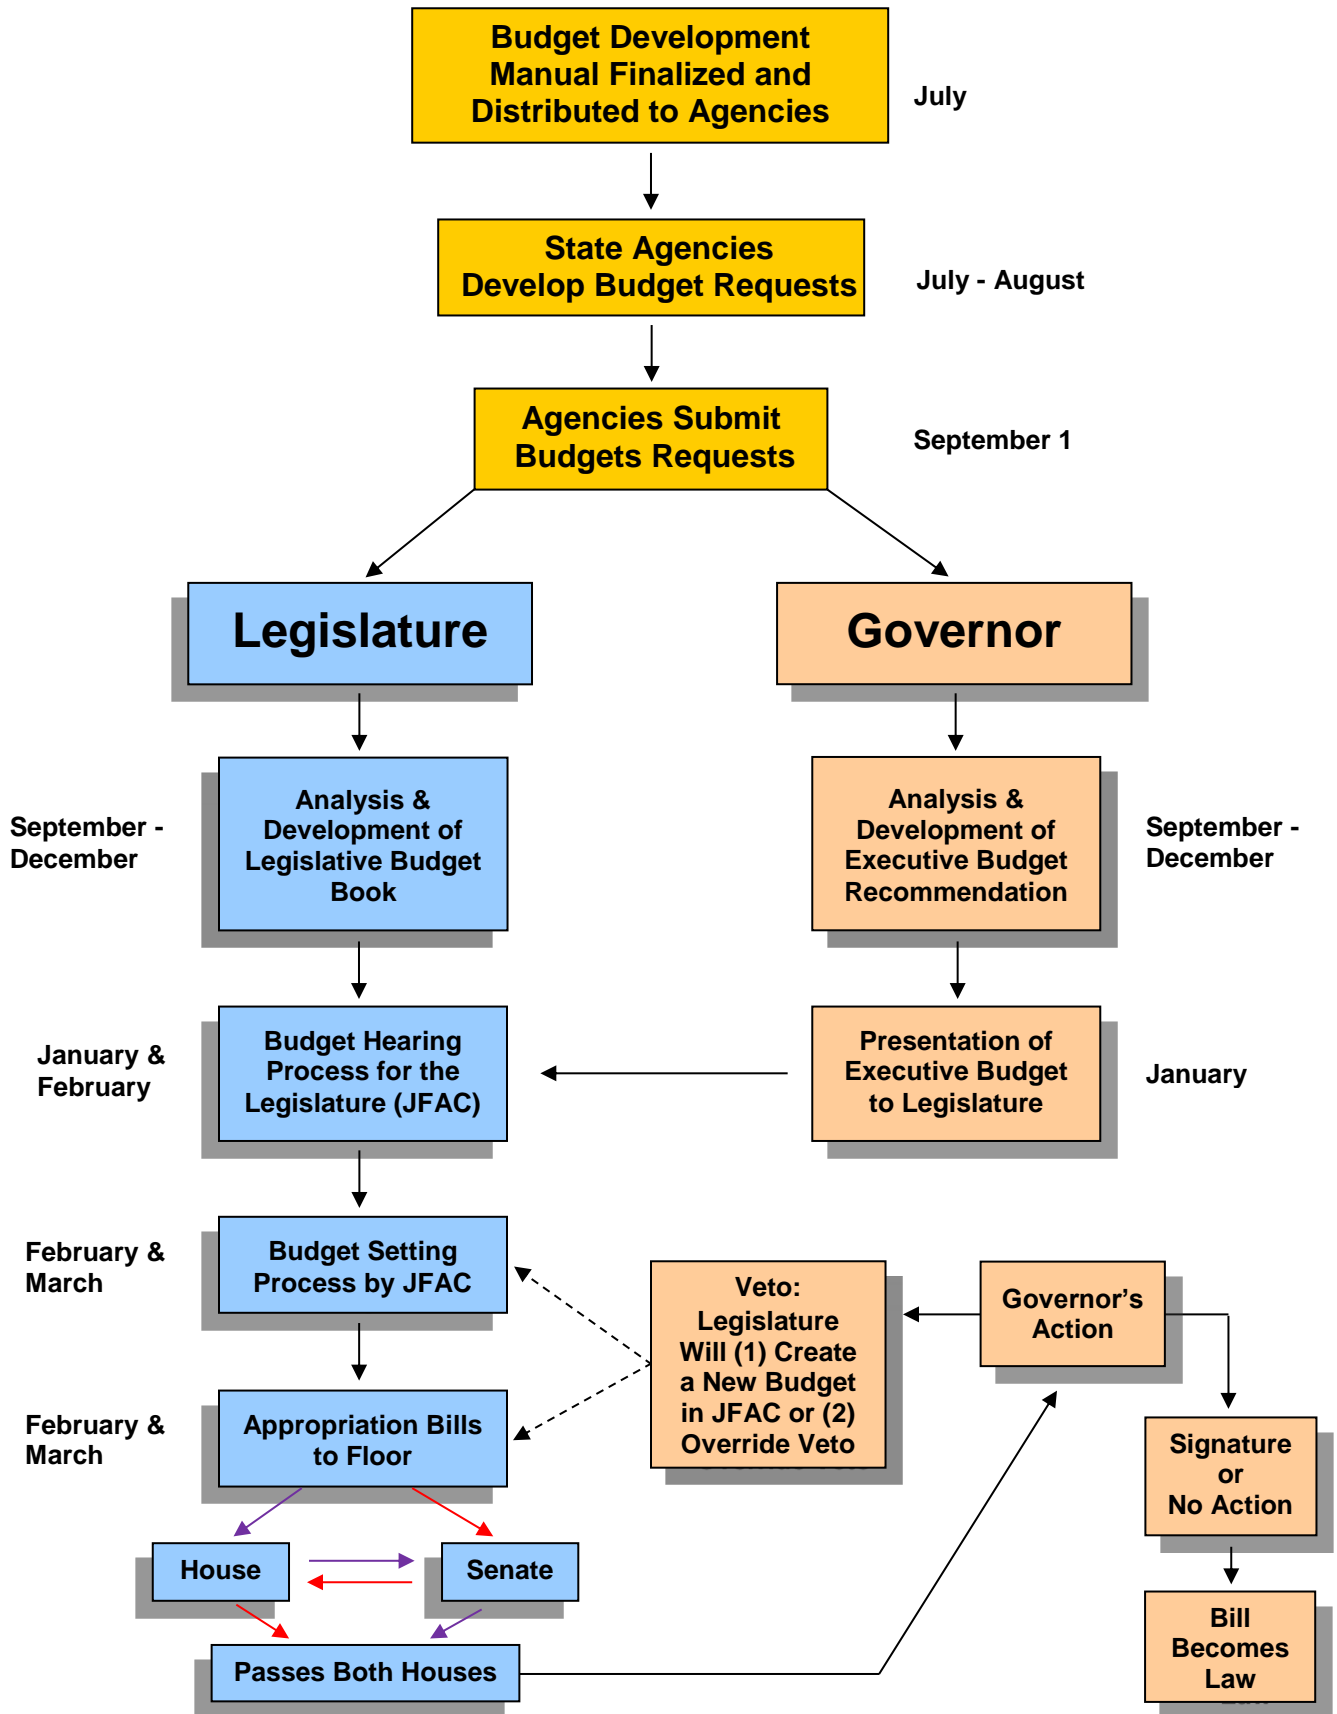 Budget Development
Manual Finalized and
Distributed to Agencies
July
State Agencies
Develop Budget Requests
July - August
Agencies Submit
Budgets Requests
September 1
Legislature
Governor
September -
December
Analysis &
Development of
Legislative Budget
Book
Analysis &
Development of
Executive Budget
Recommendation
September -
December
January &
February
Budget Hearing
Process for the
Legislature (JFAC)
Presentation of
Executive Budget
to Legislature
January
February &
March
Budget Setting
Process by JFAC
Veto:
Legislature
Will (1) Create
a New Budget
in JFAC or (2)
Override Veto
Governor’s
Action
February &
March
Appropriation Bills
to Floor
Signature
or
No Action
House
Senate
Passes Both Houses
Bill
Becomes
Law